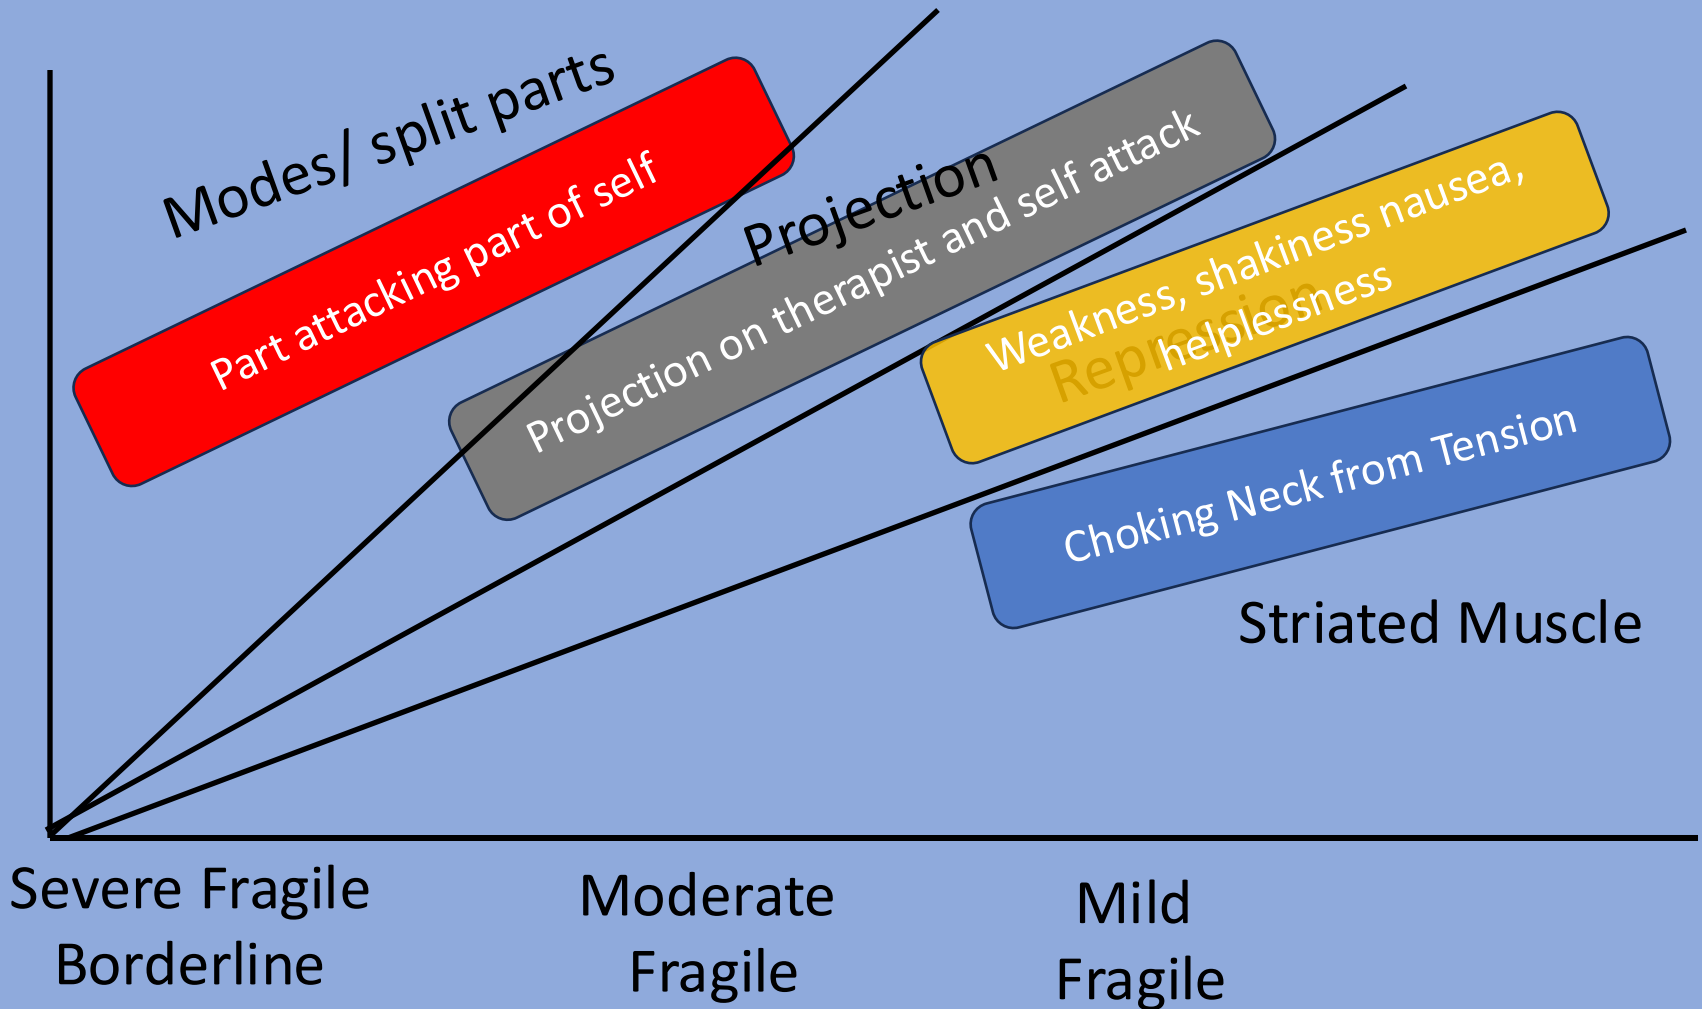 Modes/ split parts
Part attacking part of self
Projection
Projection on therapist and self attack
Weakness, shakiness nausea,
helplessness
Repression
Choking Neck from Tension
Striated Muscle
Severe Fragile
Borderline
Moderate
Fragile
Mild
Fragile